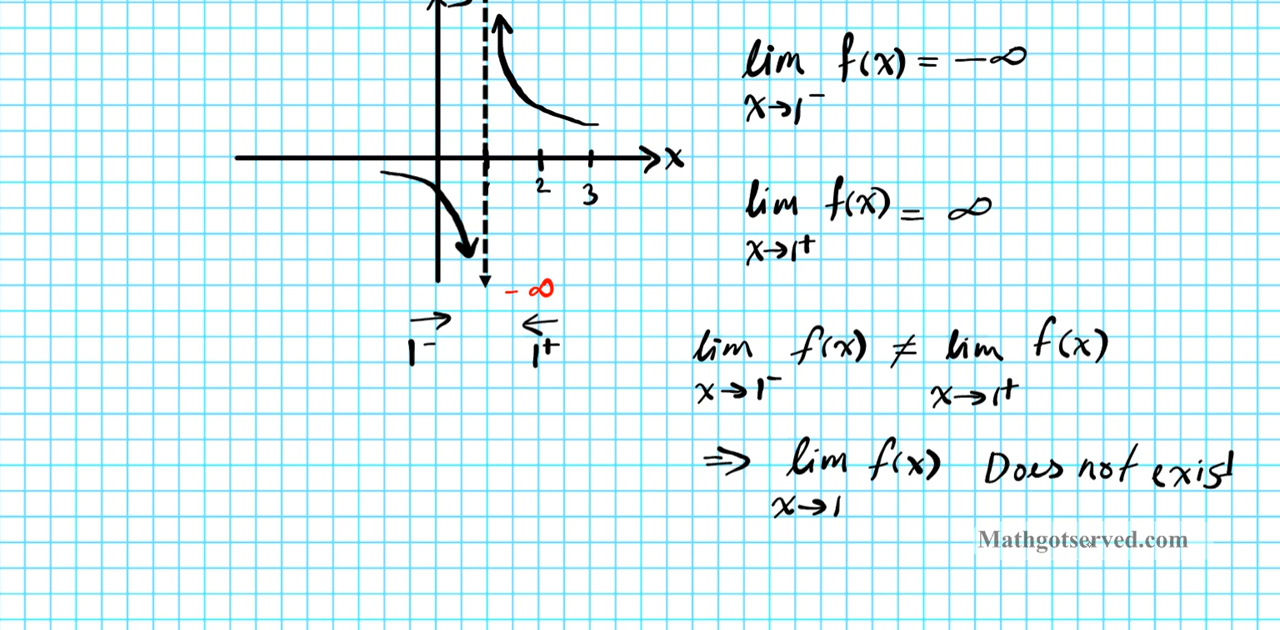 lim f(x) = −∞
x→1⁻
x
2
3
lim f(x) = ∞
x→1⁺
− ∞
→ ←
1⁻ 1⁺
lim f(x) ≠ lim f(x)
x→1⁻ x→1⁺
⇒ lim f(x) Does not exist
x→1
Mathgotserved.com